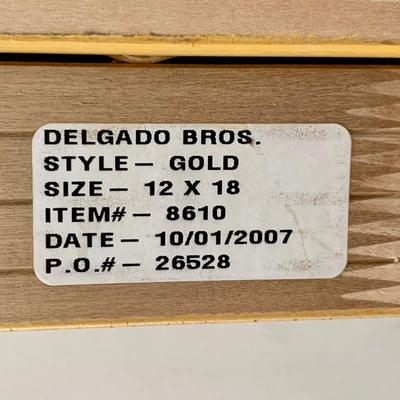 DELGADO BROS.
STYLE— GOLD
SIZE— 12 X 18
ITEM#— 8610
DATE— 10/01/2007
P.O.#— 26528